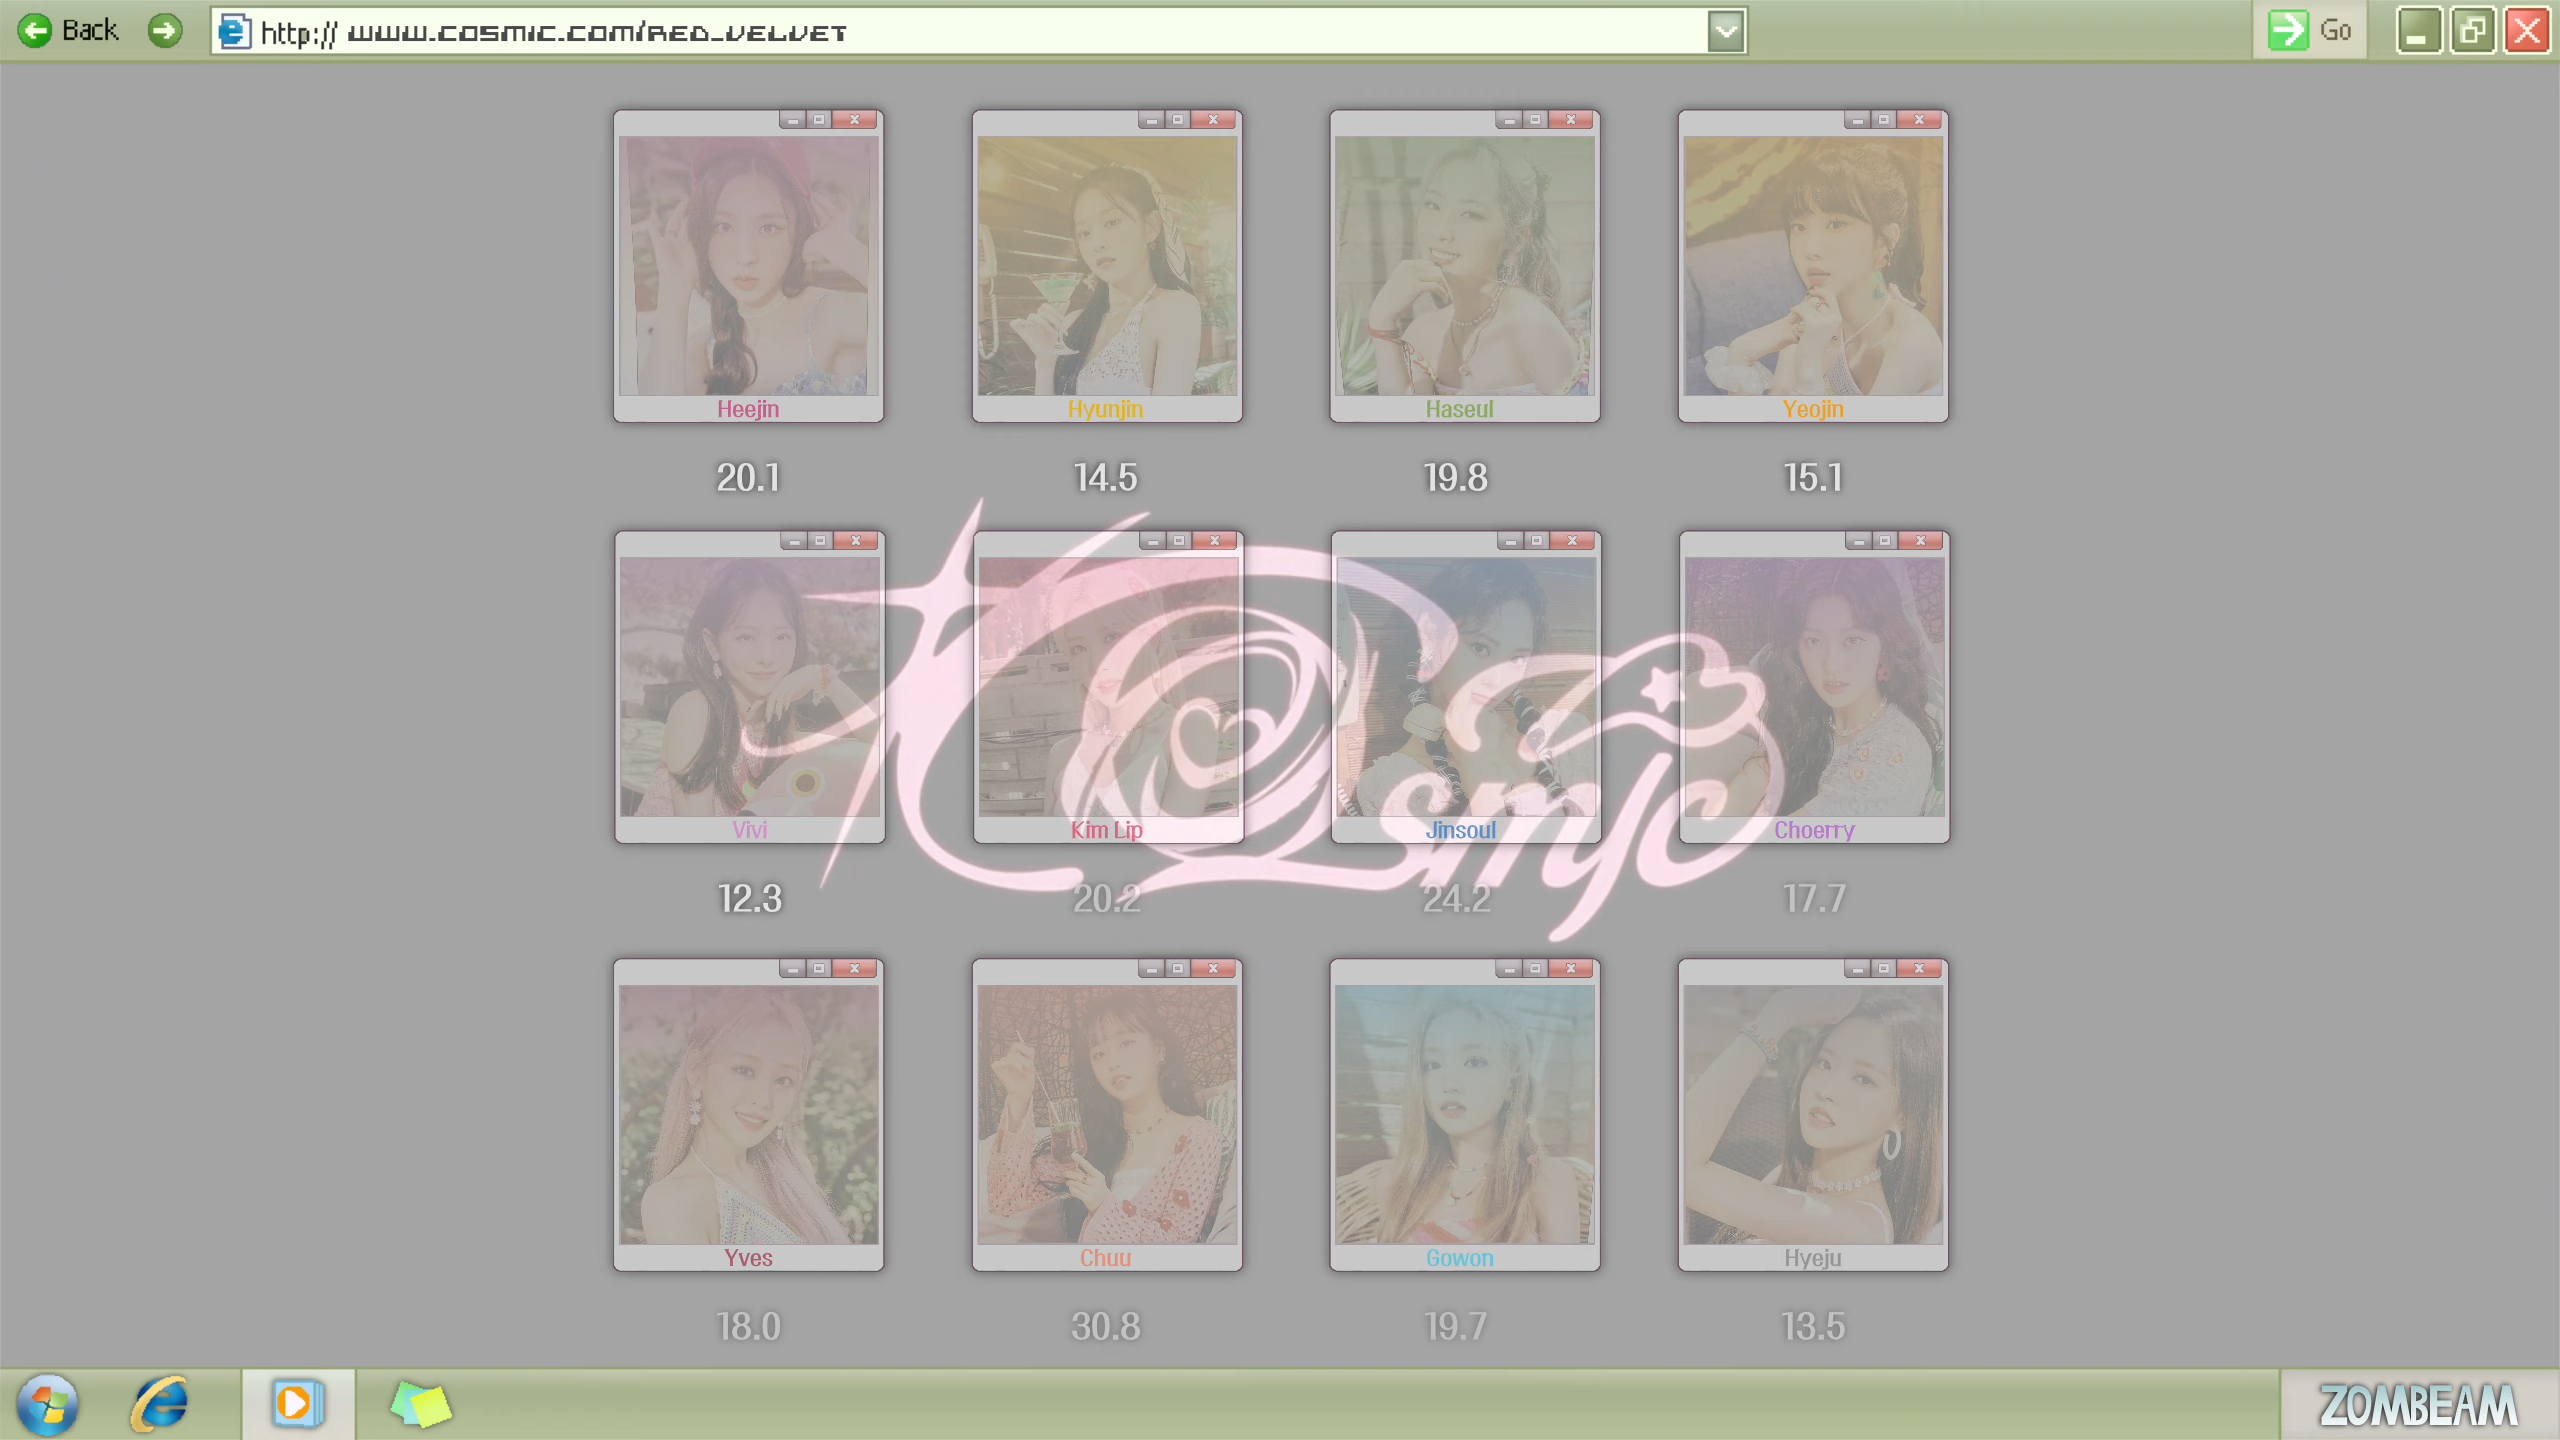 Back http:// www.cosmic.com/red_velvet Go
Heejin Hyunjin Haseul Yeojin
20.1 14.5 19.8 15.1
Cosmic
Vivi Kim Lip Jinsoul Choerry
12.3 20.2 24.2 17.7
Yves Chuu Gowon Hyeju
18.0 30.8 19.7 13.5
ZOMBEAM